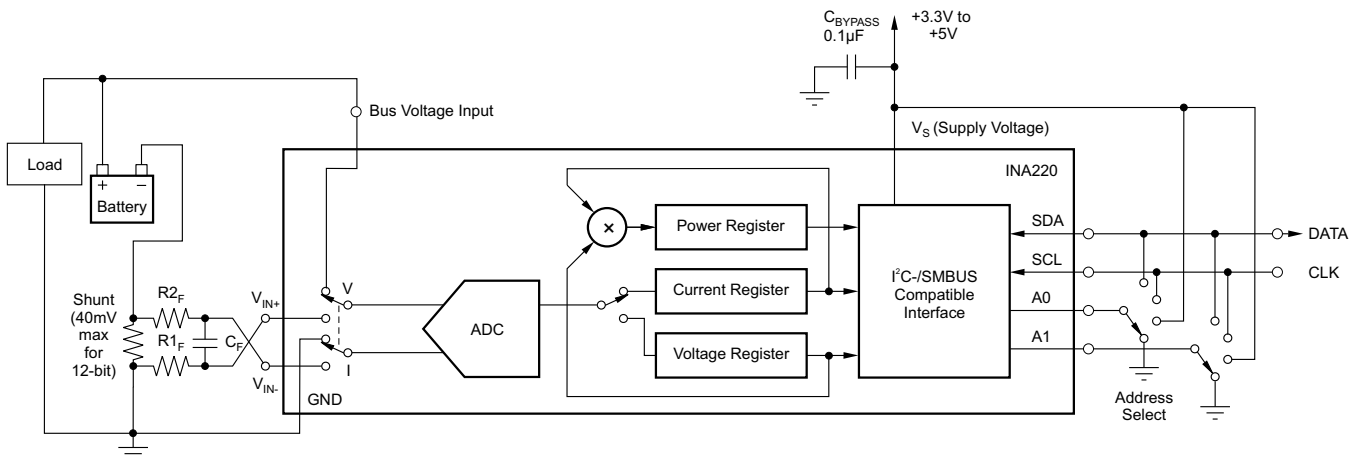 C_BYPASS
0.1µF
+3.3V to
+5V
Bus Voltage Input
V_S (Supply Voltage)
INA220
Load
+ −
Battery
×
Power Register
Current Register
Voltage Register
I²C-/SMBUS
Compatible
Interface
SDA
SCL
A0
A1
DATA
CLK
Shunt
(40mV
max
for
12-bit)
R2_F
R1_F
C_F
V_IN+
V_IN-
V
I
ADC
GND
Address
Select